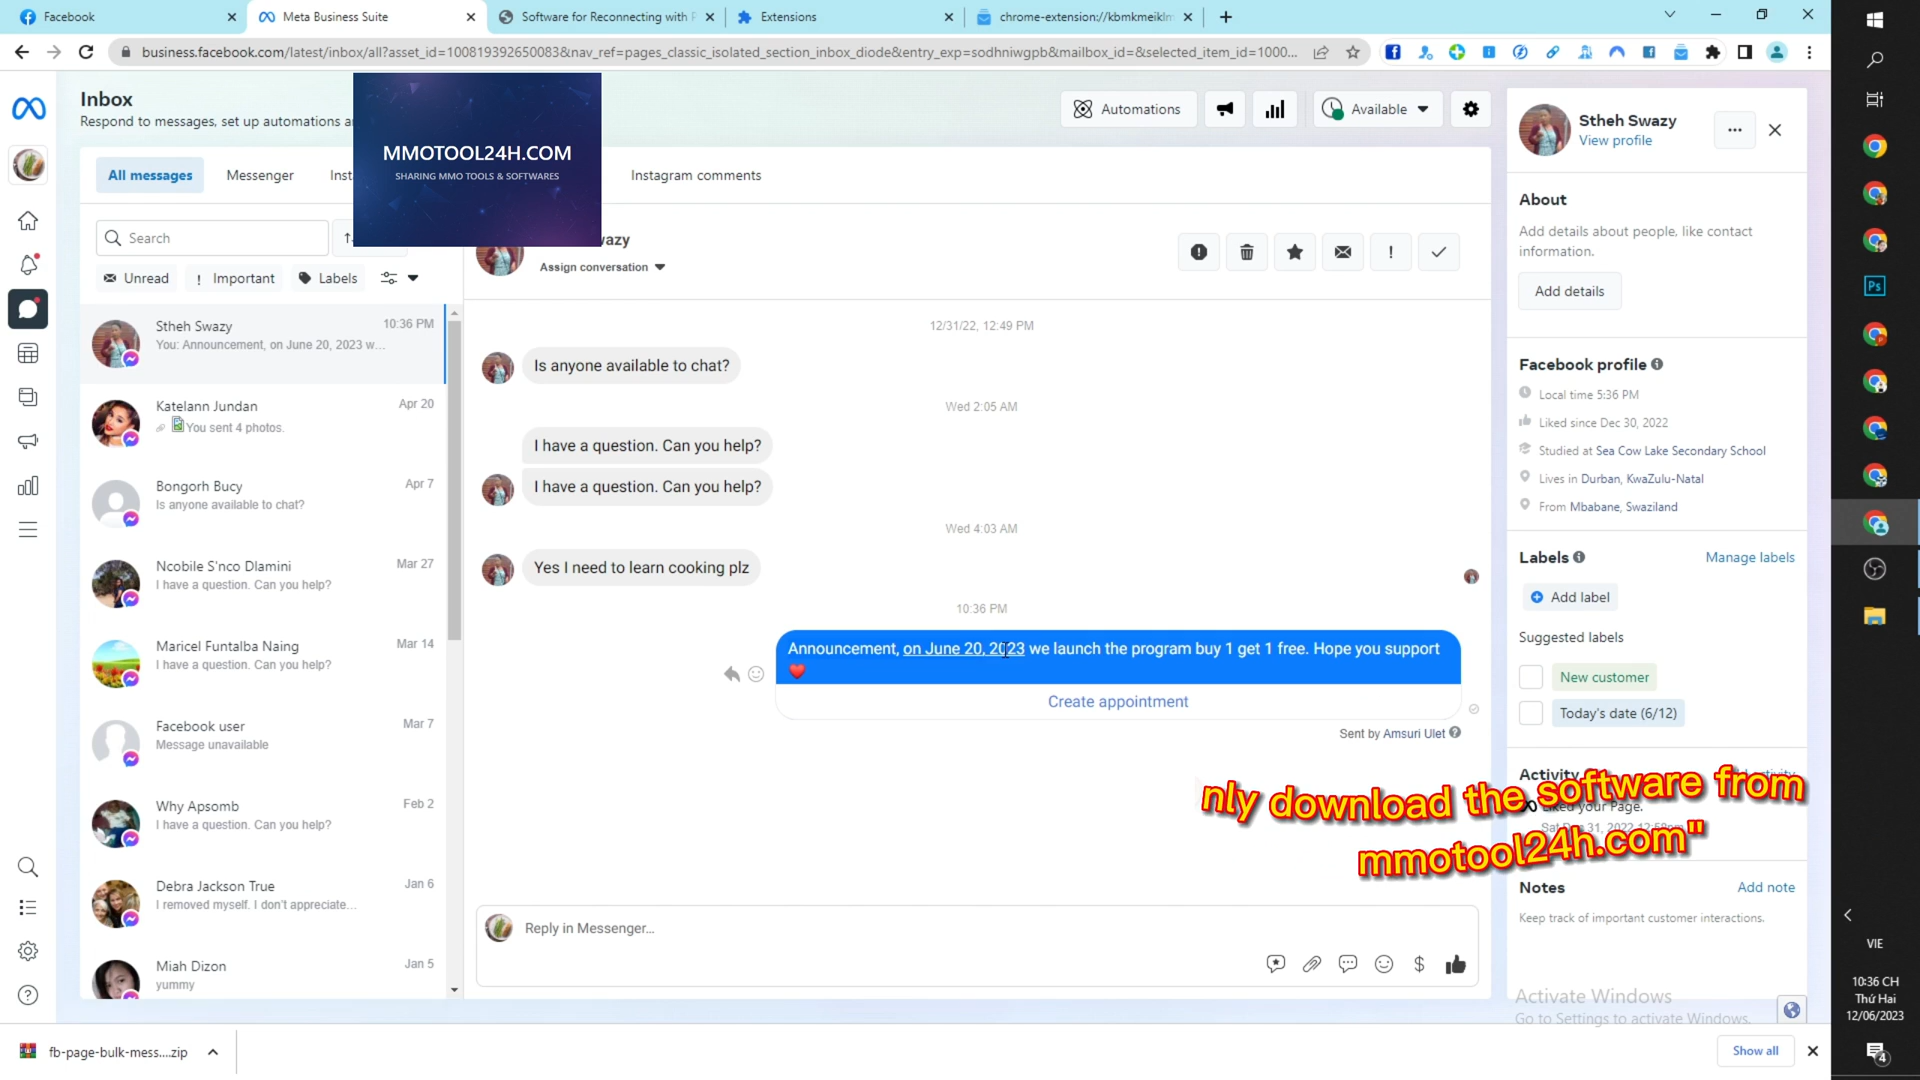 Facebook
Meta Business Suite
Software for Reconnecting with P
Extensions
chrome-extension://kbmkmeiklm
business.facebook.com/latest/inbox/all?asset_id=100819392650083&nav_ref=pages_classic_isolated_section_inbox_diode&entry_exp=sodhniwgpb&mailbox_id=&selected_item_id=1000...
Inbox
Respond to messages, set up automations a
MMOTOOL24H.COM
SHARING MMO TOOLS & SOFTWARES
Automations
Available
All messages
Messenger
Inst
Instagram comments
Search
Unread
! Important
Labels
Stheh Swazy
10:36 PM
You: Announcement, on June 20, 2023 w...
Katelann Jundan
Apr 20
You sent 4 photos.
Bongorh Bucy
Apr 7
Is anyone available to chat?
Ncobile S'nco Dlamini
Mar 27
I have a question. Can you help?
Maricel Funtalba Naing
Mar 14
I have a question. Can you help?
Facebook user
Mar 7
Message unavailable
Why Apsomb
Feb 2
I have a question. Can you help?
Debra Jackson True
Jan 6
I removed myself. I don't appreciate...
Miah Dizon
Jan 5
yummy
wazy
Assign conversation
12/31/22, 12:49 PM
Is anyone available to chat?
Wed 2:05 AM
I have a question. Can you help?
I have a question. Can you help?
Wed 4:03 AM
Yes I need to learn cooking plz
10:36 PM
Announcement, on June 20, 2023 we launch the program buy 1 get 1 free. Hope you support
❤️
Create appointment
Sent by Amsuri Ulet
Reply in Messenger...
Stheh Swazy
View profile
About
Add details about people, like contact
information.
Add details
Facebook profile
Local time 5:36 PM
Liked since Dec 30, 2022
Studied at Sea Cow Lake Secondary School
Lives in Durban, KwaZulu-Natal
From Mbabane, Swaziland
Labels
Manage labels
Add label
Suggested labels
New customer
Today's date (6/12)
Activity
nly download the software from
mmotool24h.com"
Liked your Page.
Notes
Add note
Keep track of important customer interactions.
Activate Windows
Go to Settings to activate Windows.
fb-page-bulk-mess....zip
Show all
Ps
VIE
10:36 CH
Thứ Hai
12/06/2023
4